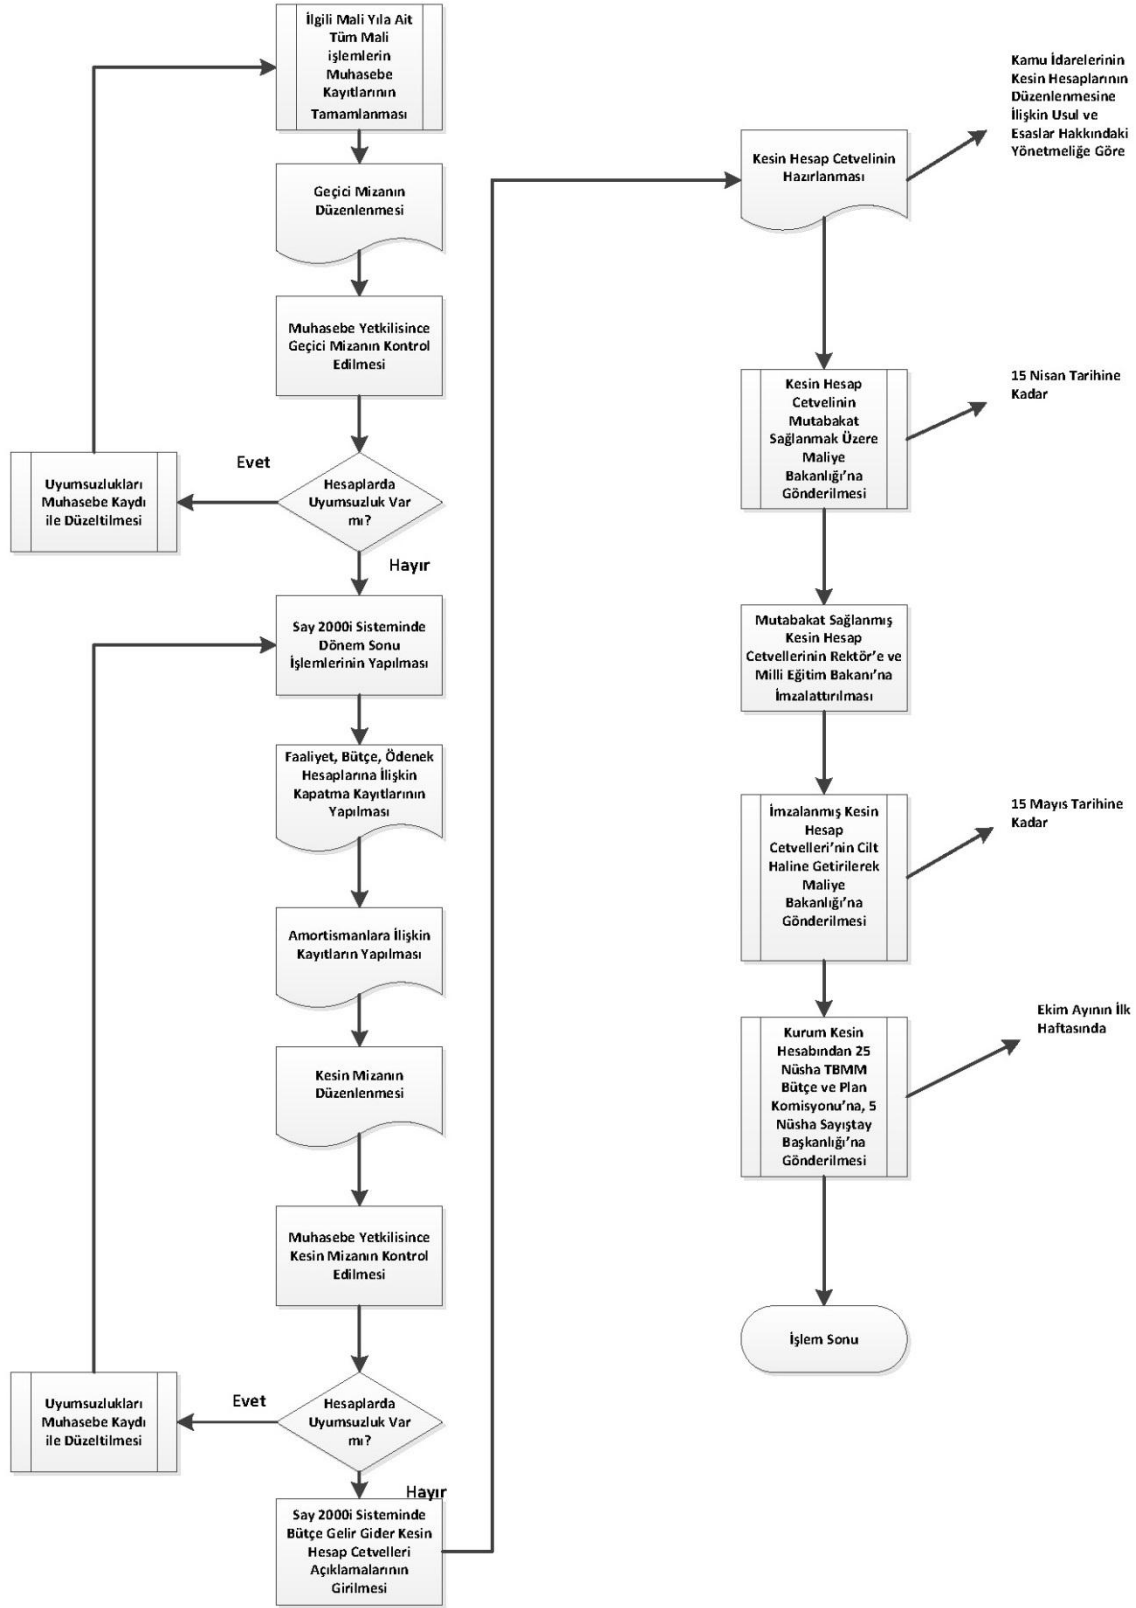 İlgili Mali Yıla Ait
Tüm Mali
işlemlerin
Muhasebe
Kayıtlarının
Tamamlanması
Geçici Mizanın
Düzenlenmesi
Muhasebe Yetkilisince
Geçici Mizanın Kontrol
Edilmesi
Evet
Hesaplarda
Uyumsuzluk Var
mı?
Uyumsuzlukları
Muhasebe Kaydı
ile Düzeltilmesi
Hayır
Say 2000i Sisteminde
Dönem Sonu
İşlemlerinin Yapılması
Faaliyet, Bütçe, Ödenek
Hesaplarına İlişkin
Kapatma Kayıtlarının
Yapılması
Amortismanlara İlişkin
Kayıtların Yapılması
Kesin Mizanın
Düzenlenmesi
Muhasebe Yetkilisince
Kesin Mizanın Kontrol
Edilmesi
Evet
Hesaplarda
Uyumsuzluk Var
mı?
Uyumsuzlukları
Muhasebe Kaydı
ile Düzeltilmesi
Hayır
Say 2000i Sisteminde
Bütçe Gelir Gider Kesin
Hesap Cetvelleri
Açıklamalarının
Girilmesi
Kesin Hesap Cetvelinin
Hazırlanması
Kamu İdarelerinin
Kesin Hesaplarının
Düzenlenmesine
İlişkin Usul ve
Esaslar Hakkındaki
Yönetmeliğe Göre
Kesin Hesap
Cetvelinin
Mutabakat
Sağlanmak Üzere
Maliye
Bakanlığı’na
Gönderilmesi
15 Nisan Tarihine
Kadar
Mutabakat Sağlanmış
Kesin Hesap
Cetvellerinin Rektör’e ve
Milli Eğitim Bakanı’na
İmzalattırılması
İmzalanmış Kesin
Hesap
Cetvelleri’nin Cilt
Haline Getirilerek
Maliye
Bakanlığı’na
Gönderilmesi
15 Mayıs Tarihine
Kadar
Kurum Kesin
Hesabından 25
Nüsha TBMM
Bütçe ve Plan
Komisyonu’na, 5
Nüsha Sayıştay
Başkanlığı’na
Gönderilmesi
Ekim Ayının İlk
Haftasında
İşlem Sonu